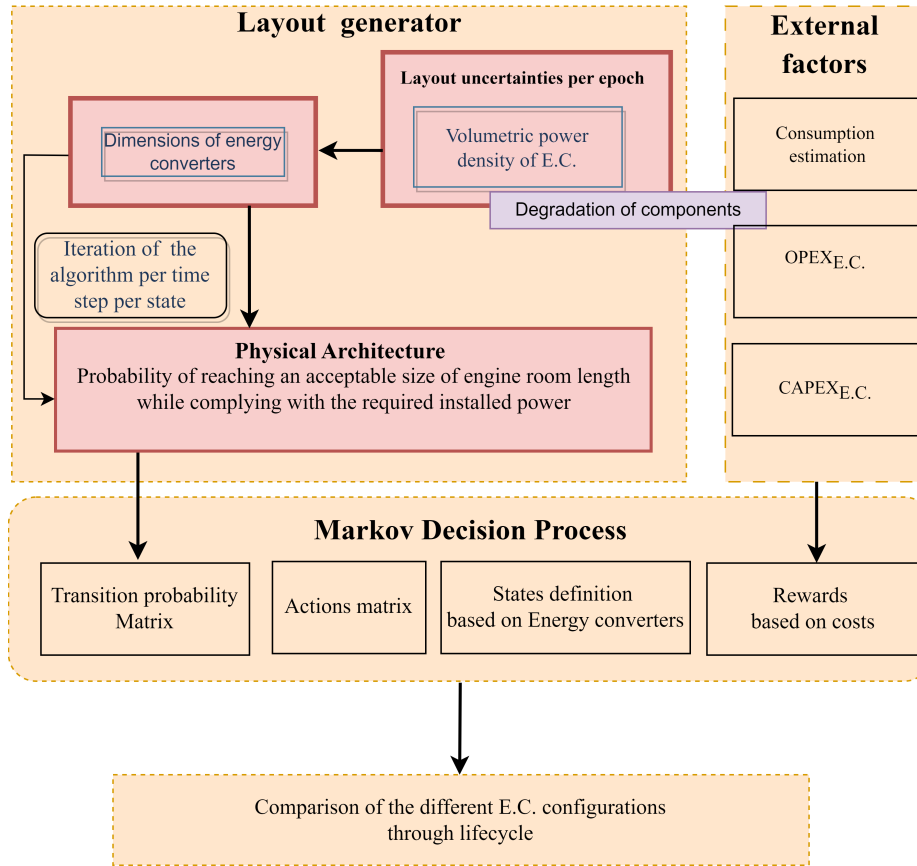 Layout generator
Layout uncertainties per epoch
Volumetric power
density of E.C.
Dimensions of energy
converters
Degradation of components
Iteration of the
algorithm per time
step per state
Physical Architecture
Probability of reaching an acceptable size of engine room length
while complying with the required installed power
External
factors
Consumption
estimation
OPEX E.C.
CAPEX E.C.
Markov Decision Process
Transition probability
Matrix
Actions matrix
States definition
based on Energy converters
Rewards
based on costs
Comparison of the different E.C. configurations
through lifecycle